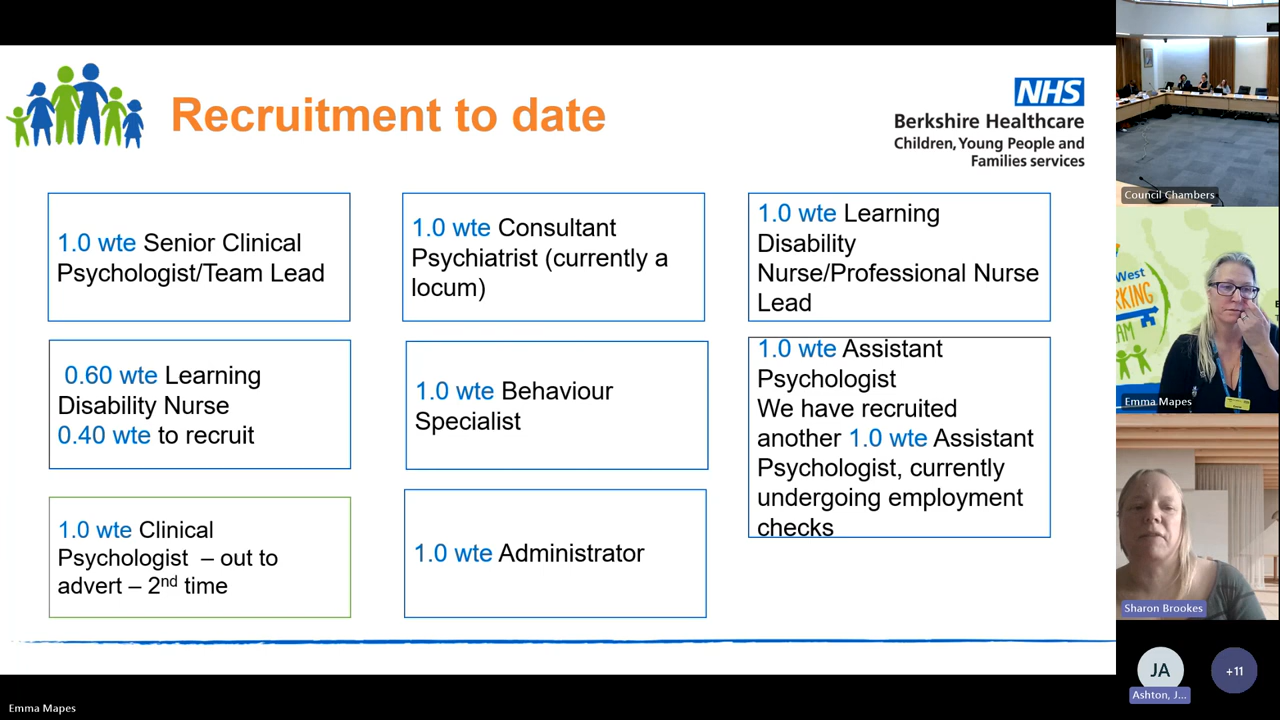 Recruitment to date
NHS
Berkshire Healthcare
Children, Young People and
Families services
1.0 wte Senior Clinical
Psychologist/Team Lead
1.0 wte Consultant
Psychiatrist (currently a
locum)
1.0 wte Learning
Disability
Nurse/Professional Nurse
Lead
0.60 wte Learning
Disability Nurse
0.40 wte to recruit
1.0 wte Behaviour
Specialist
1.0 wte Assistant
Psychologist
We have recruited
another 1.0 wte Assistant
Psychologist, currently
undergoing employment
checks
1.0 wte Clinical
Psychologist – out to
advert – 2nd time
1.0 wte Administrator
Emma Mapes
Council Chambers
West
Emma Mapes
Sharon Brookes
JA
Ashton, J...
+11